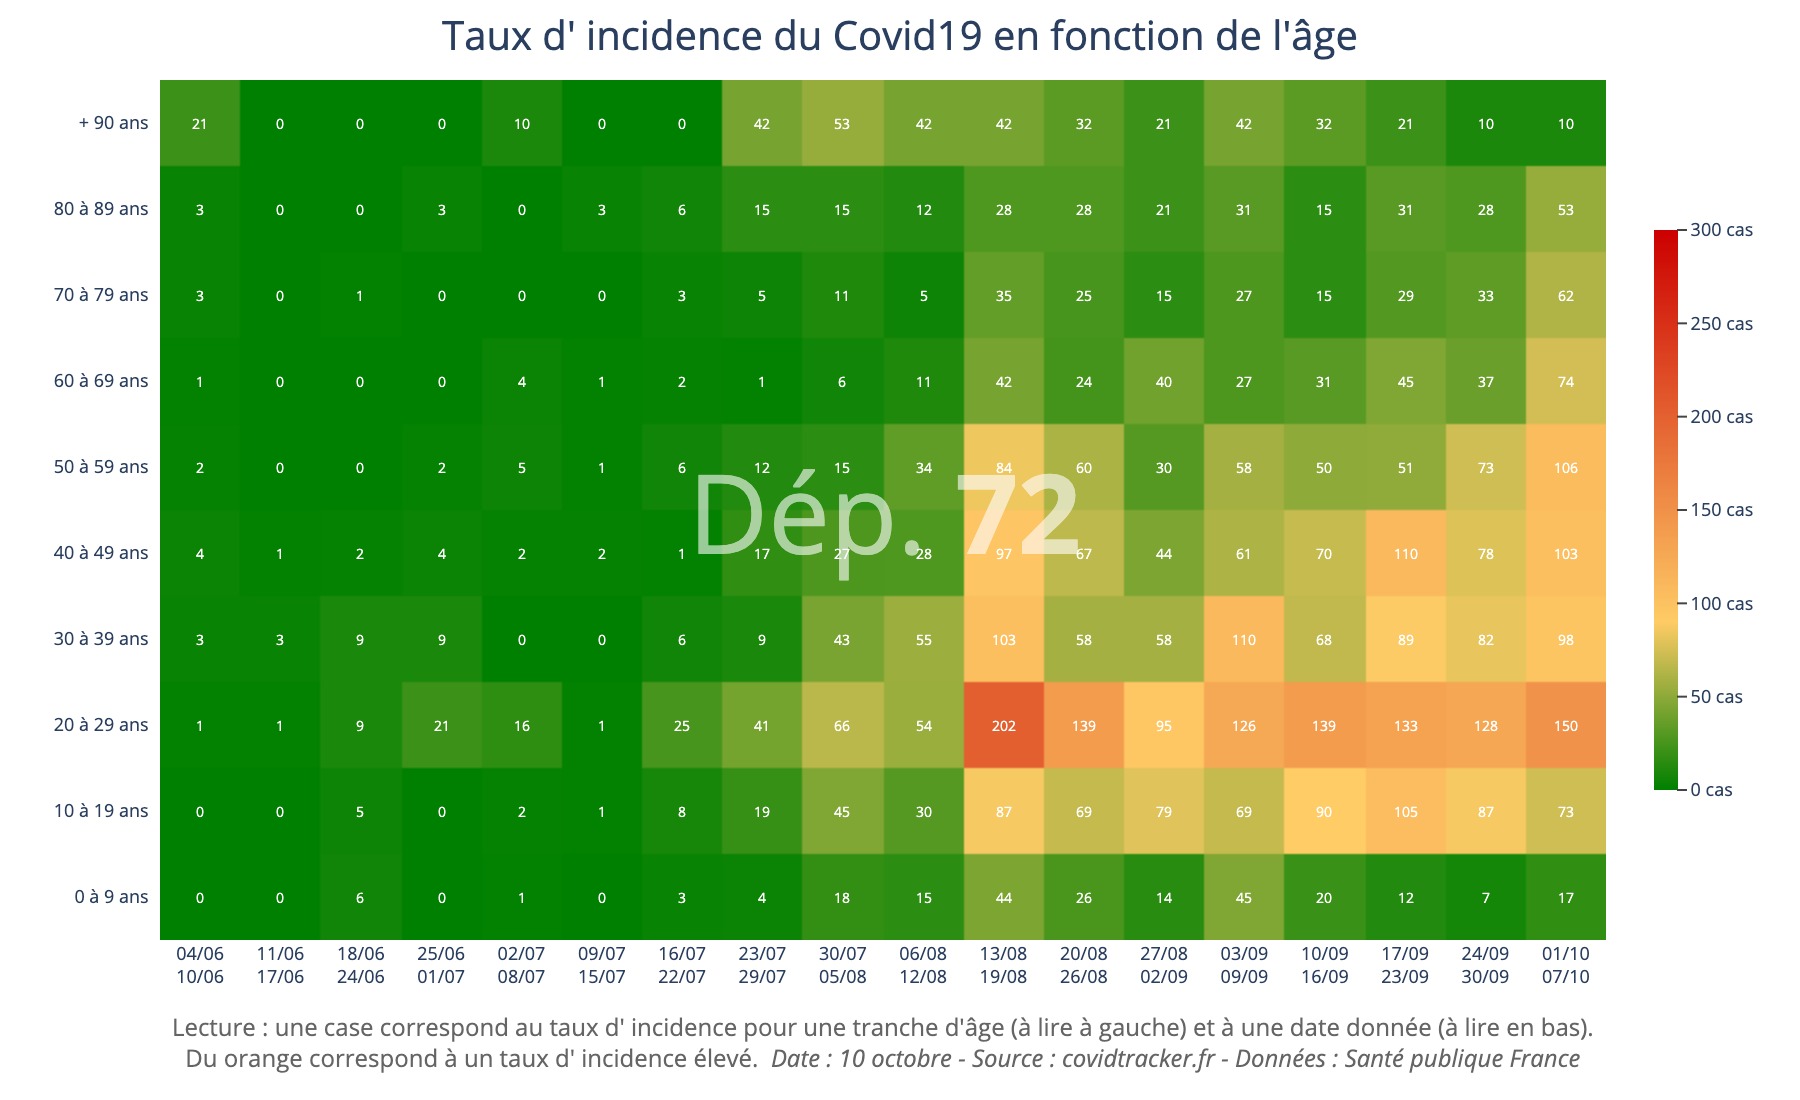 Taux d' incidence du Covid19 en fonction de l'âge
+ 90 ans 21 0 0 0 10 0 0 42 53 42 42 32 21 42 32 21 10 10
80 à 89 ans 3 0 0 3 0 3 6 15 15 12 28 28 21 31 15 31 28 53
70 à 79 ans 3 0 1 0 0 0 3 5 11 5 35 25 15 27 15 29 33 62
60 à 69 ans 1 0 0 0 4 1 2 1 6 11 42 24 40 27 31 45 37 74
50 à 59 ans 2 0 0 2 5 1 6 12 15 34 84 60 30 58 50 51 73 106
Dép. 72
40 à 49 ans 4 1 2 4 2 2 1 17 27 28 97 67 44 61 70 110 78 103
30 à 39 ans 3 3 9 9 0 0 6 9 43 55 103 58 58 110 68 89 82 98
20 à 29 ans 1 1 9 21 16 1 25 41 66 54 202 139 95 126 139 133 128 150
10 à 19 ans 0 0 5 0 2 1 8 19 45 30 87 69 79 69 90 105 87 73
0 à 9 ans 0 0 6 0 1 0 3 4 18 15 44 26 14 45 20 12 7 17
04/06 11/06 18/06 25/06 02/07 09/07 16/07 23/07 30/07 06/08 13/08 20/08 27/08 03/09 10/09 17/09 24/09 01/10
10/06 17/06 24/06 01/07 08/07 15/07 22/07 29/07 05/08 12/08 19/08 26/08 02/09 09/09 16/09 23/09 30/09 07/10
300 cas
250 cas
200 cas
150 cas
100 cas
50 cas
0 cas
Lecture : une case correspond au taux d' incidence pour une tranche d'âge (à lire à gauche) et à une date donnée (à lire en bas).
Du orange correspond à un taux d' incidence élevé. Date : 10 octobre - Source : covidtracker.fr - Données : Santé publique France